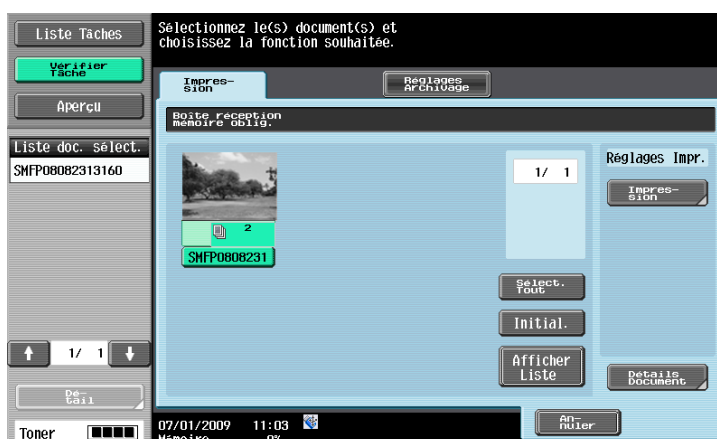 Liste Tâches
Vérifier
Tâche
Aperçu
Liste doc. sélect.
SMFP08082313160
1/ 1
Dé-
tail
Toner
Sélectionnez le(s) document(s) et
choisissez la fonction souhaitée.
Impres-
sion
Réglages
Archivage
Boîte réception
mémoire oblig.
2
SMFP0808231
1/ 1
Sélect.
Tout
Initial.
Afficher
Liste
Réglages Impr.
Impres-
sion
Détails
Document
07/01/2009 11:03
Mémoire 0%
An-
nuler